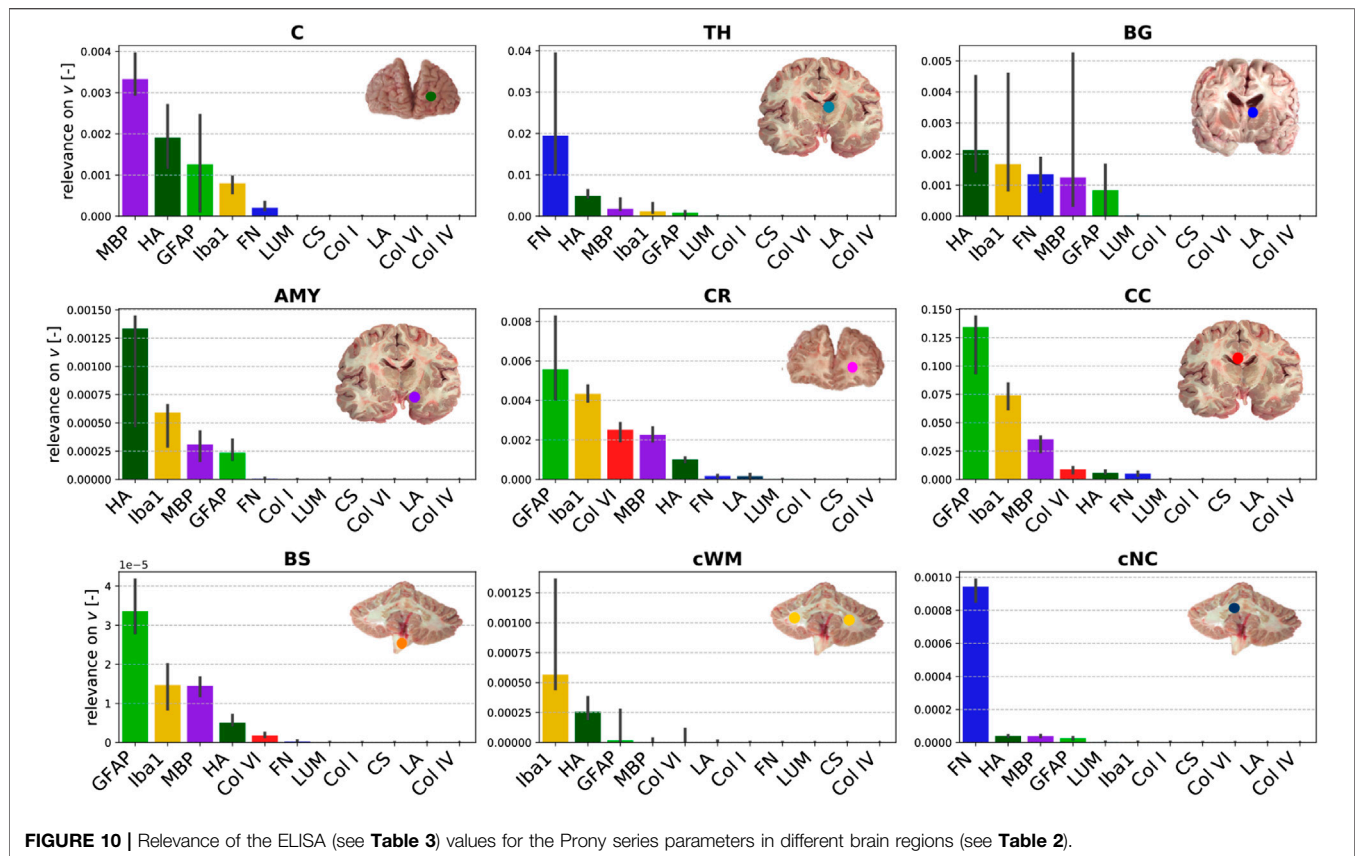 C
relevance on v [-]
0.004
0.003
0.002
0.001
0.000
MBP HA GFAP Iba1 FN LUM CS Col I LA Col VI Col IV
TH
0.04
0.03
0.02
0.01
0.00
FN HA MBP Iba1 GFAP LUM Col I CS Col VI LA Col IV
BG
0.005
0.004
0.003
0.002
0.001
0.000
HA Iba1 FN MBP GFAP LUM Col I CS Col VI LA Col IV
AMY
relevance on v [-]
0.00150
0.00125
0.00100
0.00075
0.00050
0.00025
0.00000
HA Iba1 MBP GFAP FN Col I LUM CS Col VI LA Col IV
CR
0.008
0.006
0.004
0.002
0.000
GFAP Iba1 Col VI MBP HA FN LA LUM Col I CS Col IV
CC
0.150
0.125
0.100
0.075
0.050
0.025
0.000
GFAP Iba1 MBP Col VI HA FN LUM Col I CS LA Col IV
BS
relevance on v [-]
1e-5
4
3
2
1
0
GFAP Iba1 MBP HA Col VI FN LUM Col I CS LA Col IV
cWM
0.00125
0.00100
0.00075
0.00050
0.00025
0.00000
Iba1 HA GFAP MBP Col VI LA Col I FN LUM CS Col IV
cNC
0.0010
0.0008
0.0006
0.0004
0.0002
0.0000
FN HA MBP GFAP LUM Iba1 Col I CS Col VI LA Col IV
FIGURE 10 | Relevance of the ELISA (see Table 3) values for the Prony series parameters in different brain regions (see Table 2).